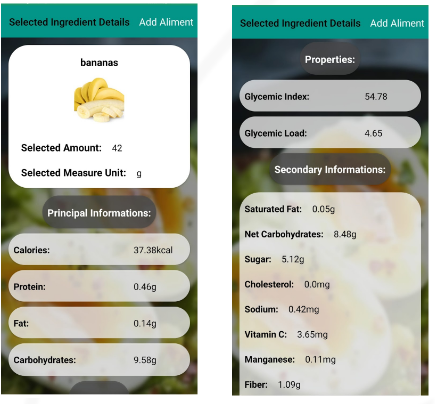 Selected Ingredient Details Add Aliment
bananas
Selected Amount: 42
Selected Measure Unit: g
Principal Informations:
Calories: 37.38kcal
Protein: 0.46g
Fat: 0.14g
Carbohydrates: 9.58g
Selected Ingredient Details Add Aliment
Properties:
Glycemic Index: 54.78
Glycemic Load: 4.65
Secondary Informations:
Saturated Fat: 0.05g
Net Carbohydrates: 8.48g
Sugar: 5.12g
Cholesterol: 0.0mg
Sodium: 0.42mg
Vitamin C: 3.65mg
Manganese: 0.11mg
Fiber: 1.09g